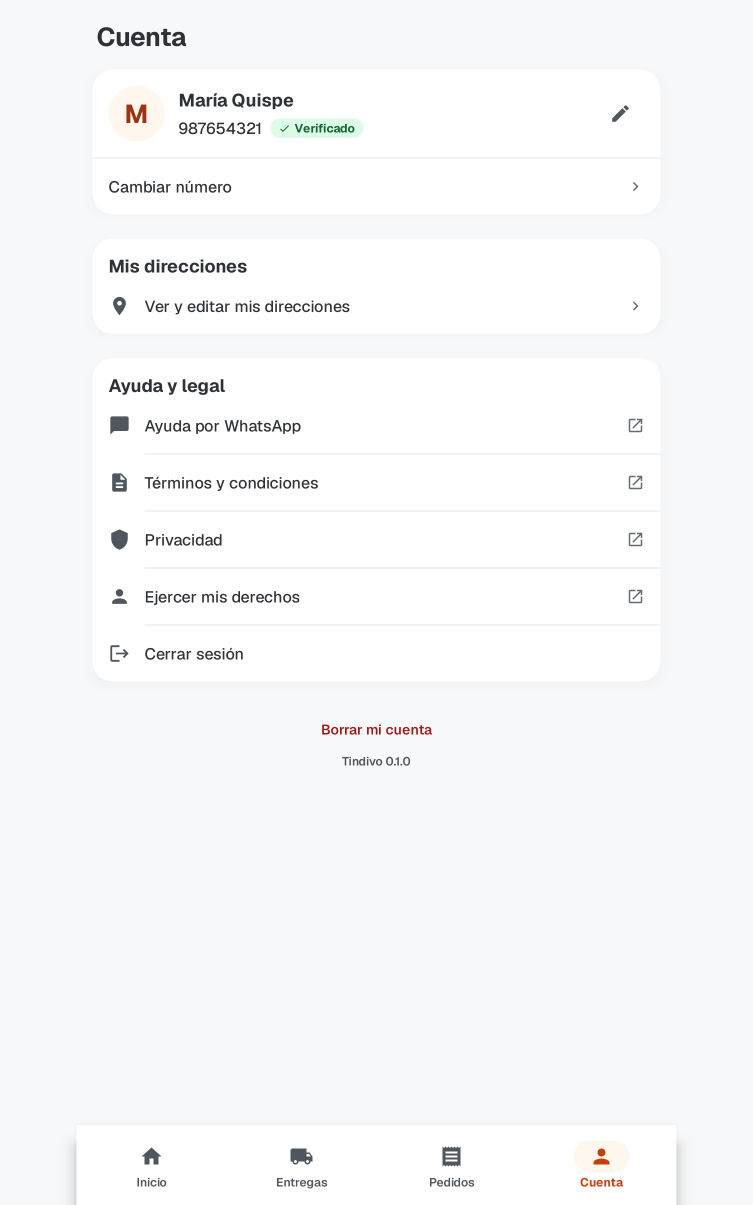 Cuenta
M
María Quispe
987654321 Verificado
Cambiar número
Mis direcciones
Ver y editar mis direcciones
Ayuda y legal
Ayuda por WhatsApp
Términos y condiciones
Privacidad
Ejercer mis derechos
Cerrar sesión
Borrar mi cuenta
Tindivo 0.1.0
Inicio Entregas Pedidos Cuenta